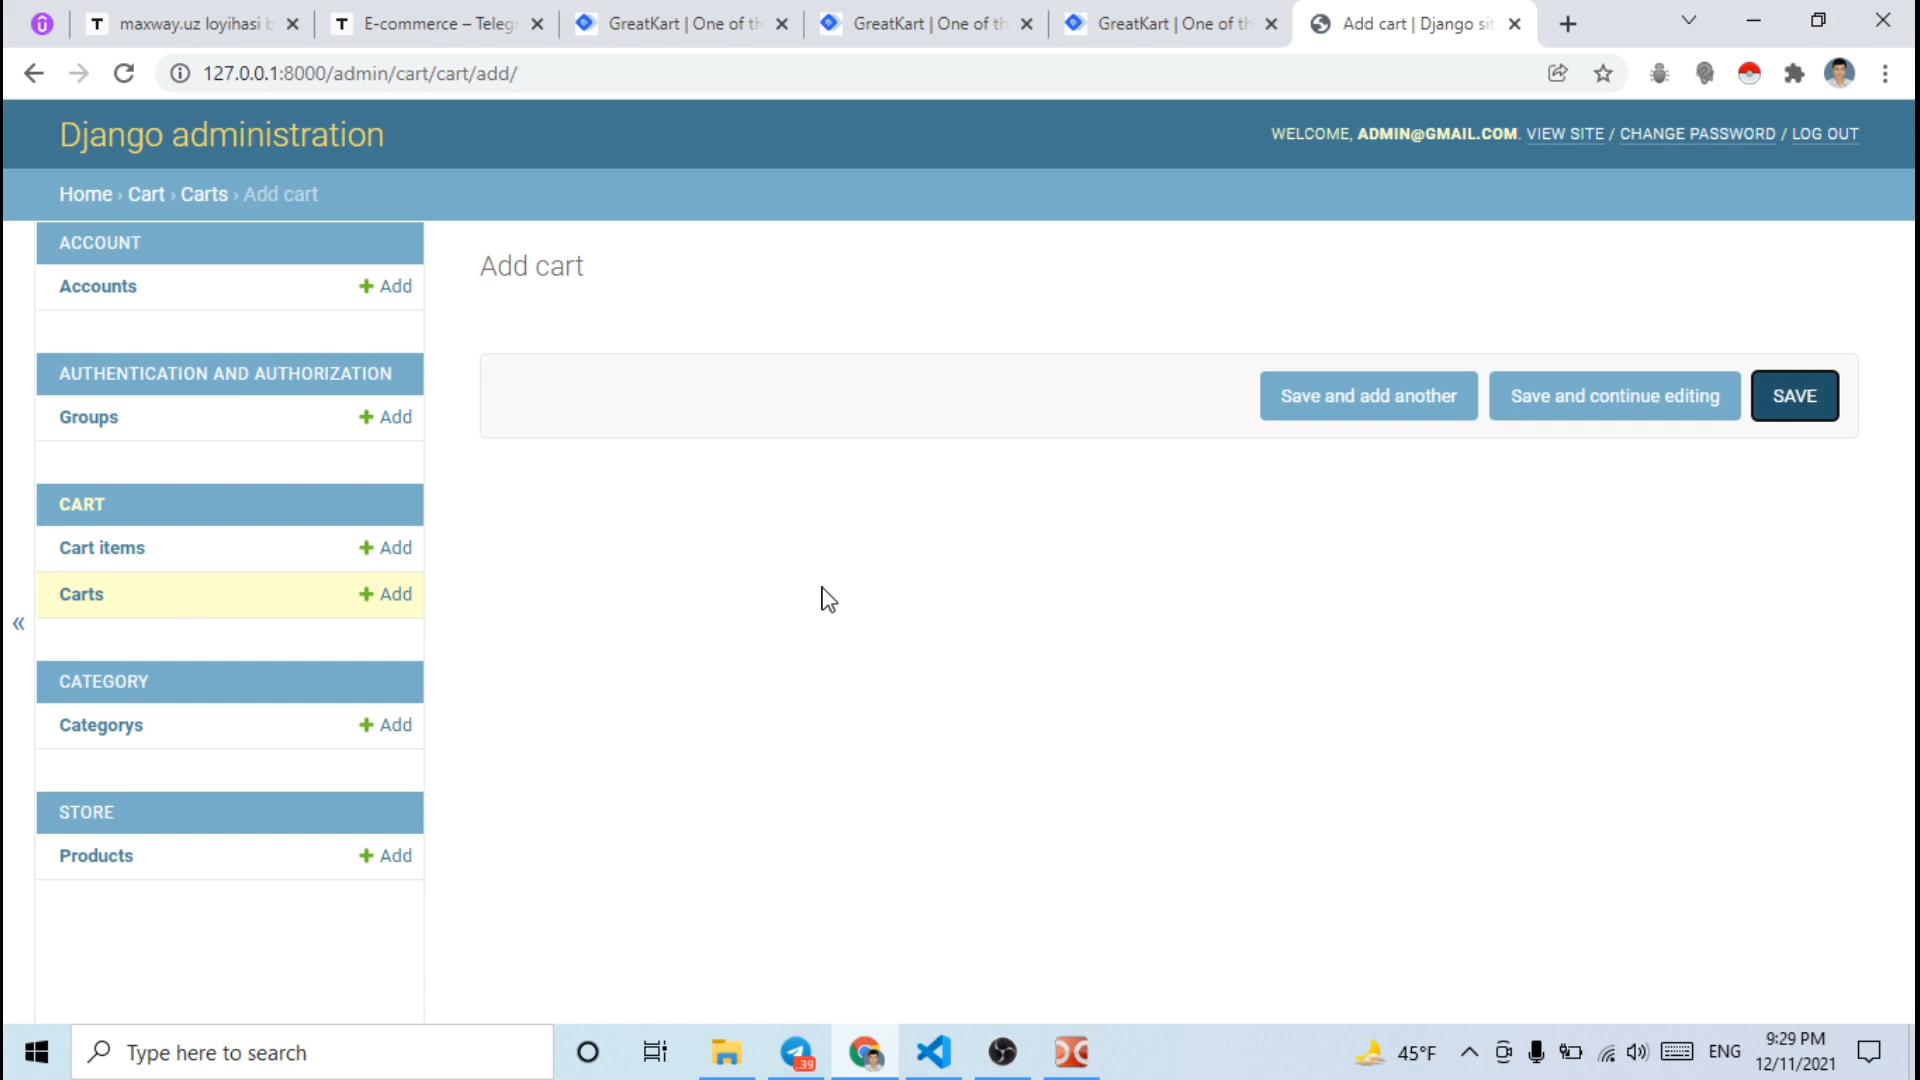 maxway.uz loyihasi b
E-commerce – Telegr
GreatKart | One of th
GreatKart | One of th
GreatKart | One of th
Add cart | Django sit
127.0.0.1:8000/admin/cart/cart/add/
Django administration
WELCOME, ADMIN@GMAIL.COM. VIEW SITE / CHANGE PASSWORD / LOG OUT
Home › Cart › Carts › Add cart
ACCOUNT
Accounts + Add
AUTHENTICATION AND AUTHORIZATION
Groups + Add
CART
Cart items + Add
Carts + Add
«
CATEGORY
Categorys + Add
STORE
Products + Add
Add cart
Save and add another
Save and continue editing
SAVE
Type here to search
39
45°F
ENG
9:29 PM
12/11/2021